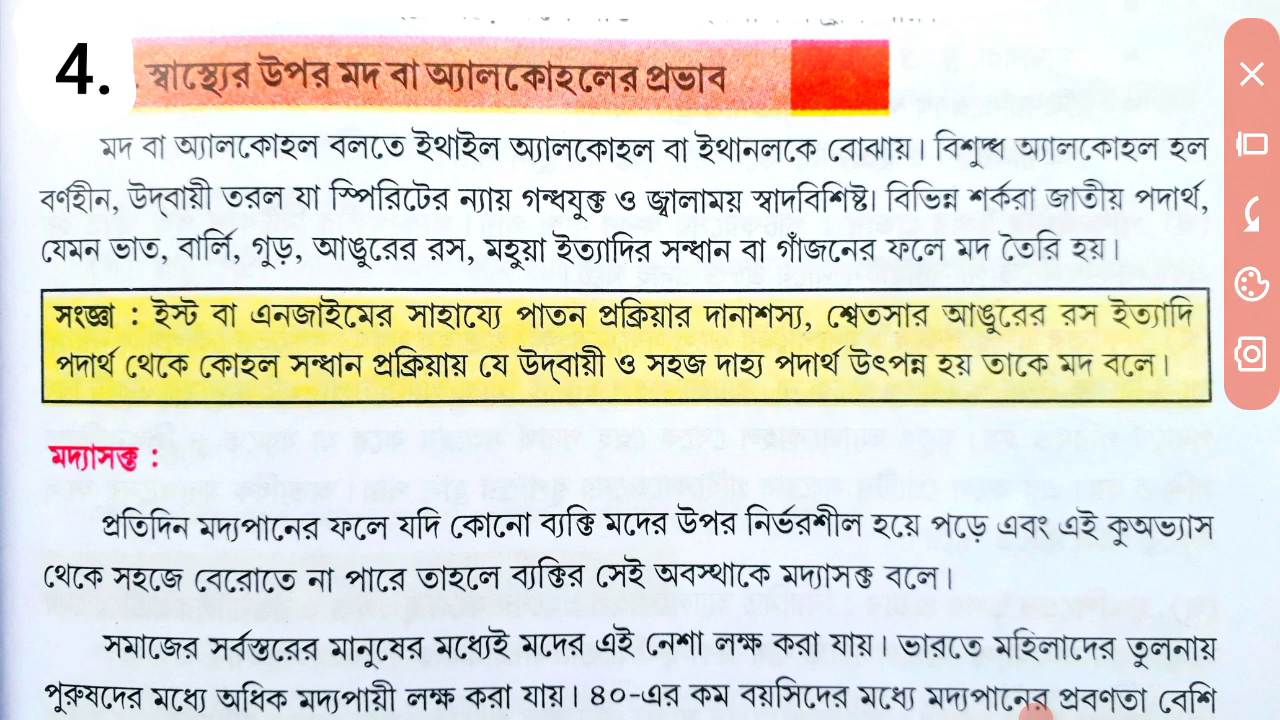 4. স্বাস্থ্যের উপর মদ বা অ্যালকোহলের প্রভাব
মদ বা অ্যালকোহল বলতে ইথাইল অ্যালকোহল বা ইথানলকে বোঝায়। বিশুদ্ধ অ্যালকোহল হল
বর্ণহীন, উদ্‌বায়ী তরল যা স্পিরিটের ন্যায় গন্ধযুক্ত ও জ্বালাময় স্বাদবিশিষ্ট। বিভিন্ন শর্করা জাতীয় পদার্থ,
যেমন ভাত, বার্লি, গুড়, আঙুরের রস, মহুয়া ইত্যাদির সন্ধান বা গাঁজনের ফলে মদ তৈরি হয়।
সংজ্ঞা : ইস্ট বা এনজাইমের সাহায্যে পাতন প্রক্রিয়ার দানাশস্য, শ্বেতসার আঙুরের রস ইত্যাদি
পদার্থ থেকে কোহল সন্ধান প্রক্রিয়ায় যে উদ্‌বায়ী ও সহজ দাহ্য পদার্থ উৎপন্ন হয় তাকে মদ বলে।
মদ্যাসক্ত :
প্রতিদিন মদ্যপানের ফলে যদি কোনো ব্যক্তি মদের উপর নির্ভরশীল হয়ে পড়ে এবং এই কুঅভ্যাস
থেকে সহজে বেরোতে না পারে তাহলে ব্যক্তির সেই অবস্থাকে মদ্যাসক্ত বলে।
সমাজের সর্বস্তরের মানুষের মধ্যেই মদের এই নেশা লক্ষ করা যায়। ভারতে মহিলাদের তুলনায়
পুরুষদের মধ্যে অধিক মদ্যপায়ী লক্ষ করা যায়। ৪০-এর কম বয়সিদের মধ্যে মদ্যপানের প্রবণতা বেশি